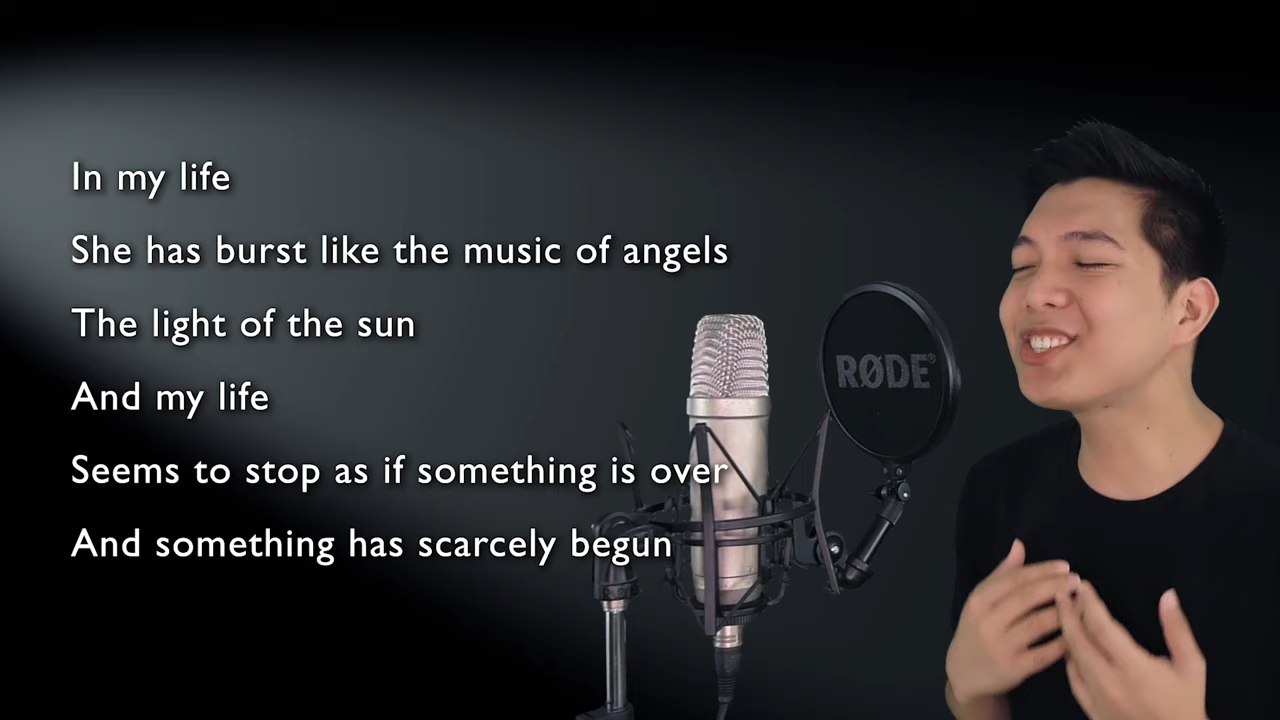 In my life
She has burst like the music of angels
The light of the sun
And my life
Seems to stop as if something is over
And something has scarcely begun
RØDE®